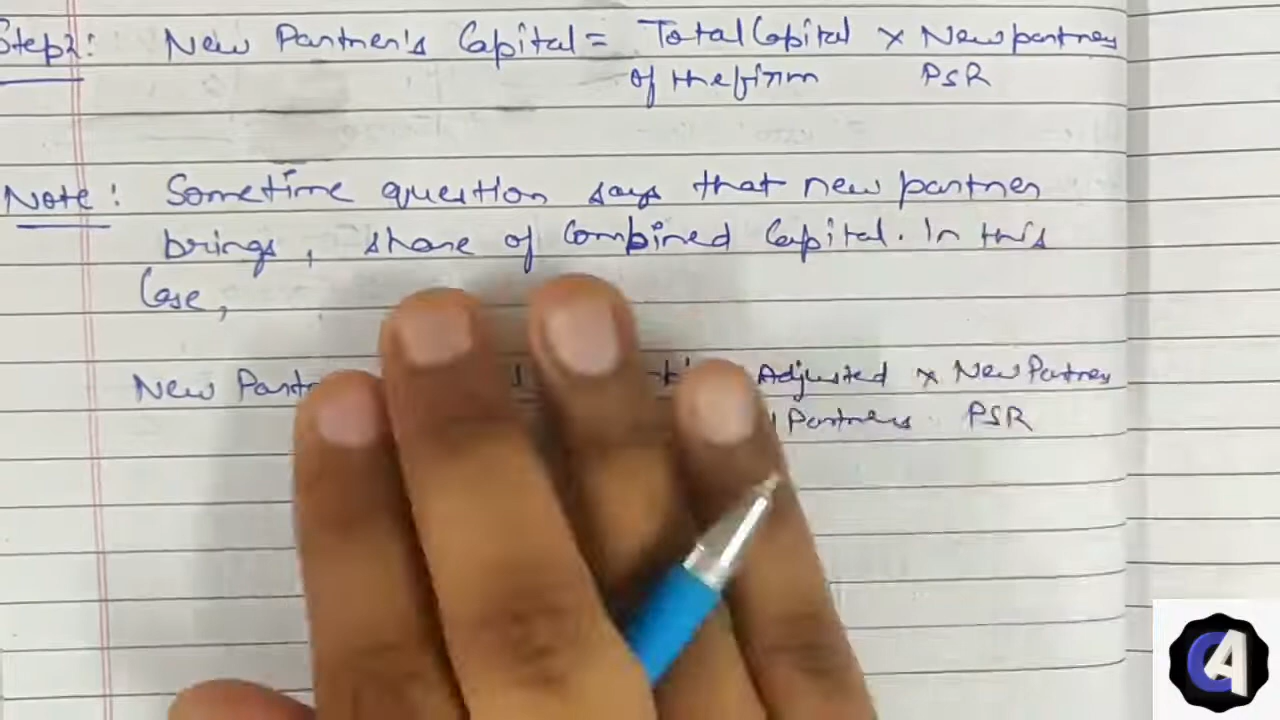 Step2: New Partner's Capital = Total Capital × New partner
of the firm PSR
Note: Sometime question says that new partner
brings, share of combined Capital. In this
Case,
New Adjusted × New Partner
Partners PSR
CA